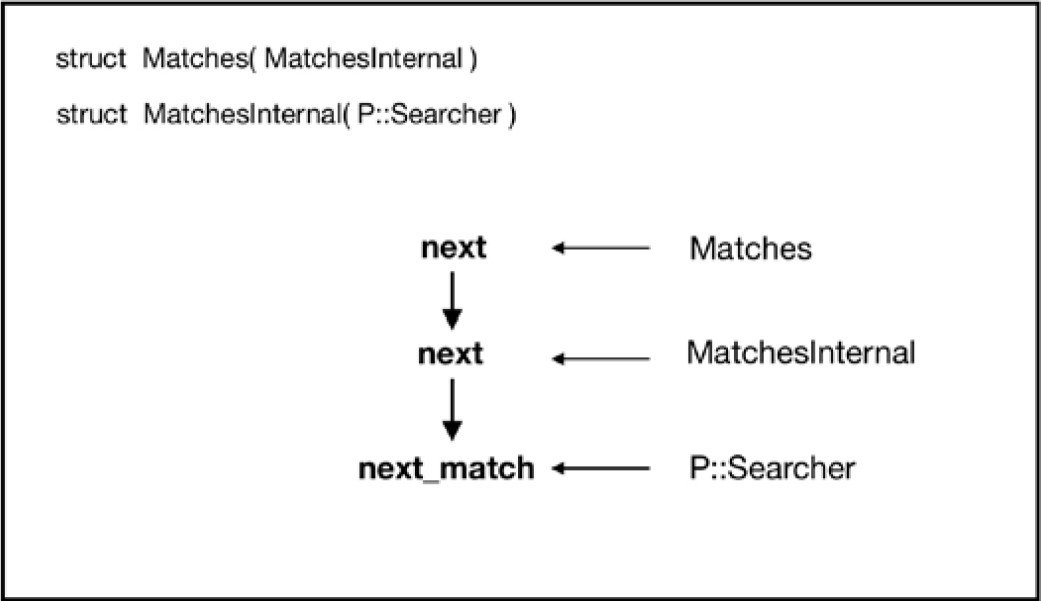 struct Matches( MatchesInternal )
struct MatchesInternal( P::Searcher )
next Matches
next MatchesInternal
next_match P::Searcher